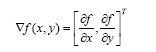 ∇f(x, y) = [∂f/∂x, ∂f/∂y]^T